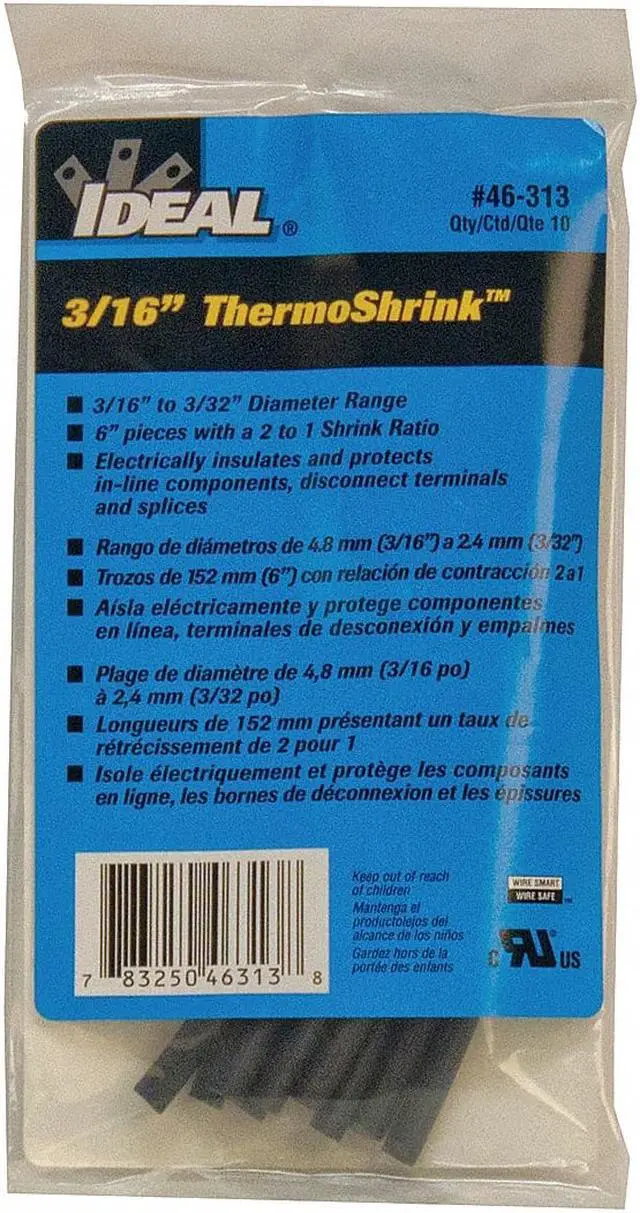 IDEAL®
#46-313
Qty/Ctd/Qte 10
3/16” ThermoShrink™
■ 3/16” to 3/32” Diameter Range
■ 6” pieces with a 2 to 1 Shrink Ratio
■ Electrically insulates and protects
in-line components, disconnect terminals
and splices
■ Rango de diámetros de 4.8 mm (3/16”) a 2.4 mm (3/32”)
■ Trozos de 152 mm (6”) con relación de contracción 2 a 1
■ Aísla eléctricamente y protege componentes
en línea, terminales de desconexión y empalmes
■ Plage de diamètre de 4,8 mm (3/16 po)
à 2,4 mm (3/32 po)
■ Longueurs de 152 mm présentant un taux de
rétrécissement de 2 pour 1
■ Isole électriquement et protège les composants
en ligne, les bornes de déconnexion et les épissures
Keep out of reach
of children
Mantenga el
productolejos del
alcance de los niños
Gardez hors de la
portée des enfants
WIRE SMART
WIRE SAFE™
c RU® US
7 83250 46313 8